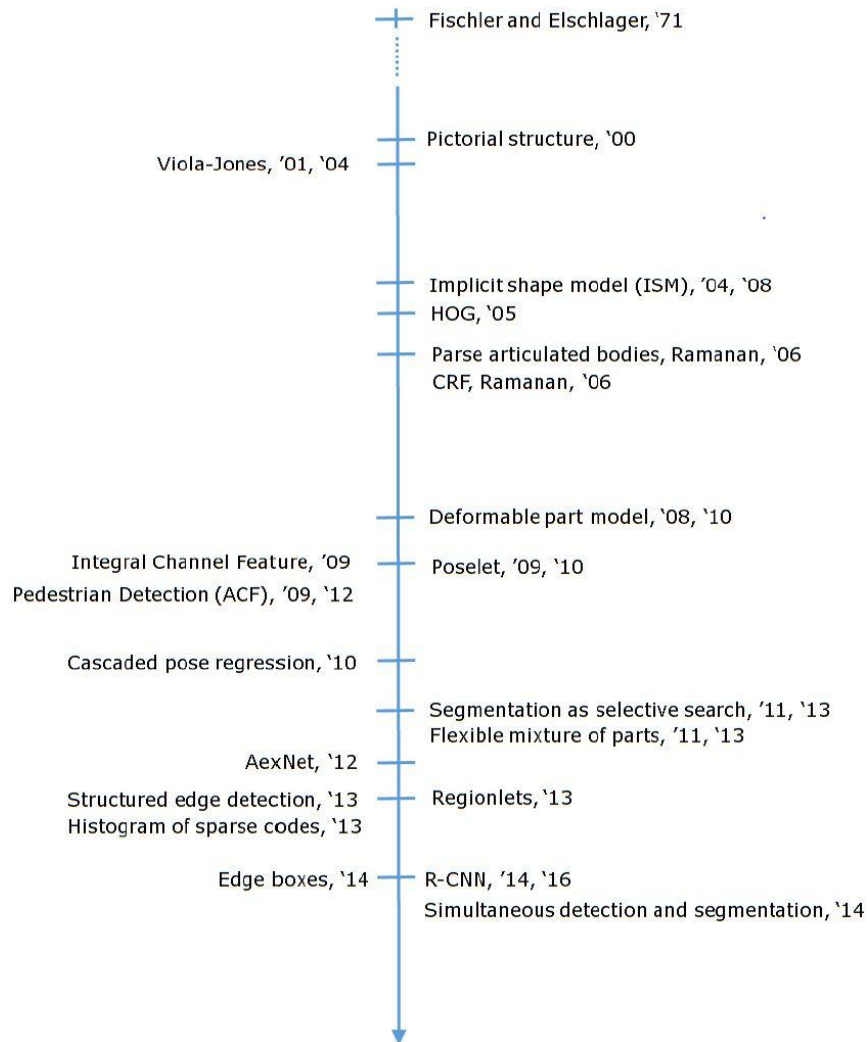 Fischler and Elschlager, ‘71
Pictorial structure, ‘00
Viola-Jones, ’01, ‘04
Implicit shape model (ISM), ’04, ‘08
HOG, ‘05
Parse articulated bodies, Ramanan, ‘06
CRF, Ramanan, ‘06
Deformable part model, ‘08, ‘10
Integral Channel Feature, ’09
Poselet, ’09, ‘10
Pedestrian Detection (ACF), ’09, ‘12
Cascaded pose regression, ‘10
Segmentation as selective search, ’11, ‘13
Flexible mixture of parts, ’11, ‘13
AexNet, ‘12
Structured edge detection, ‘13
Regionlets, ‘13
Histogram of sparse codes, ‘13
Edge boxes, ‘14
R-CNN, ’14, ‘16
Simultaneous detection and segmentation, ‘14